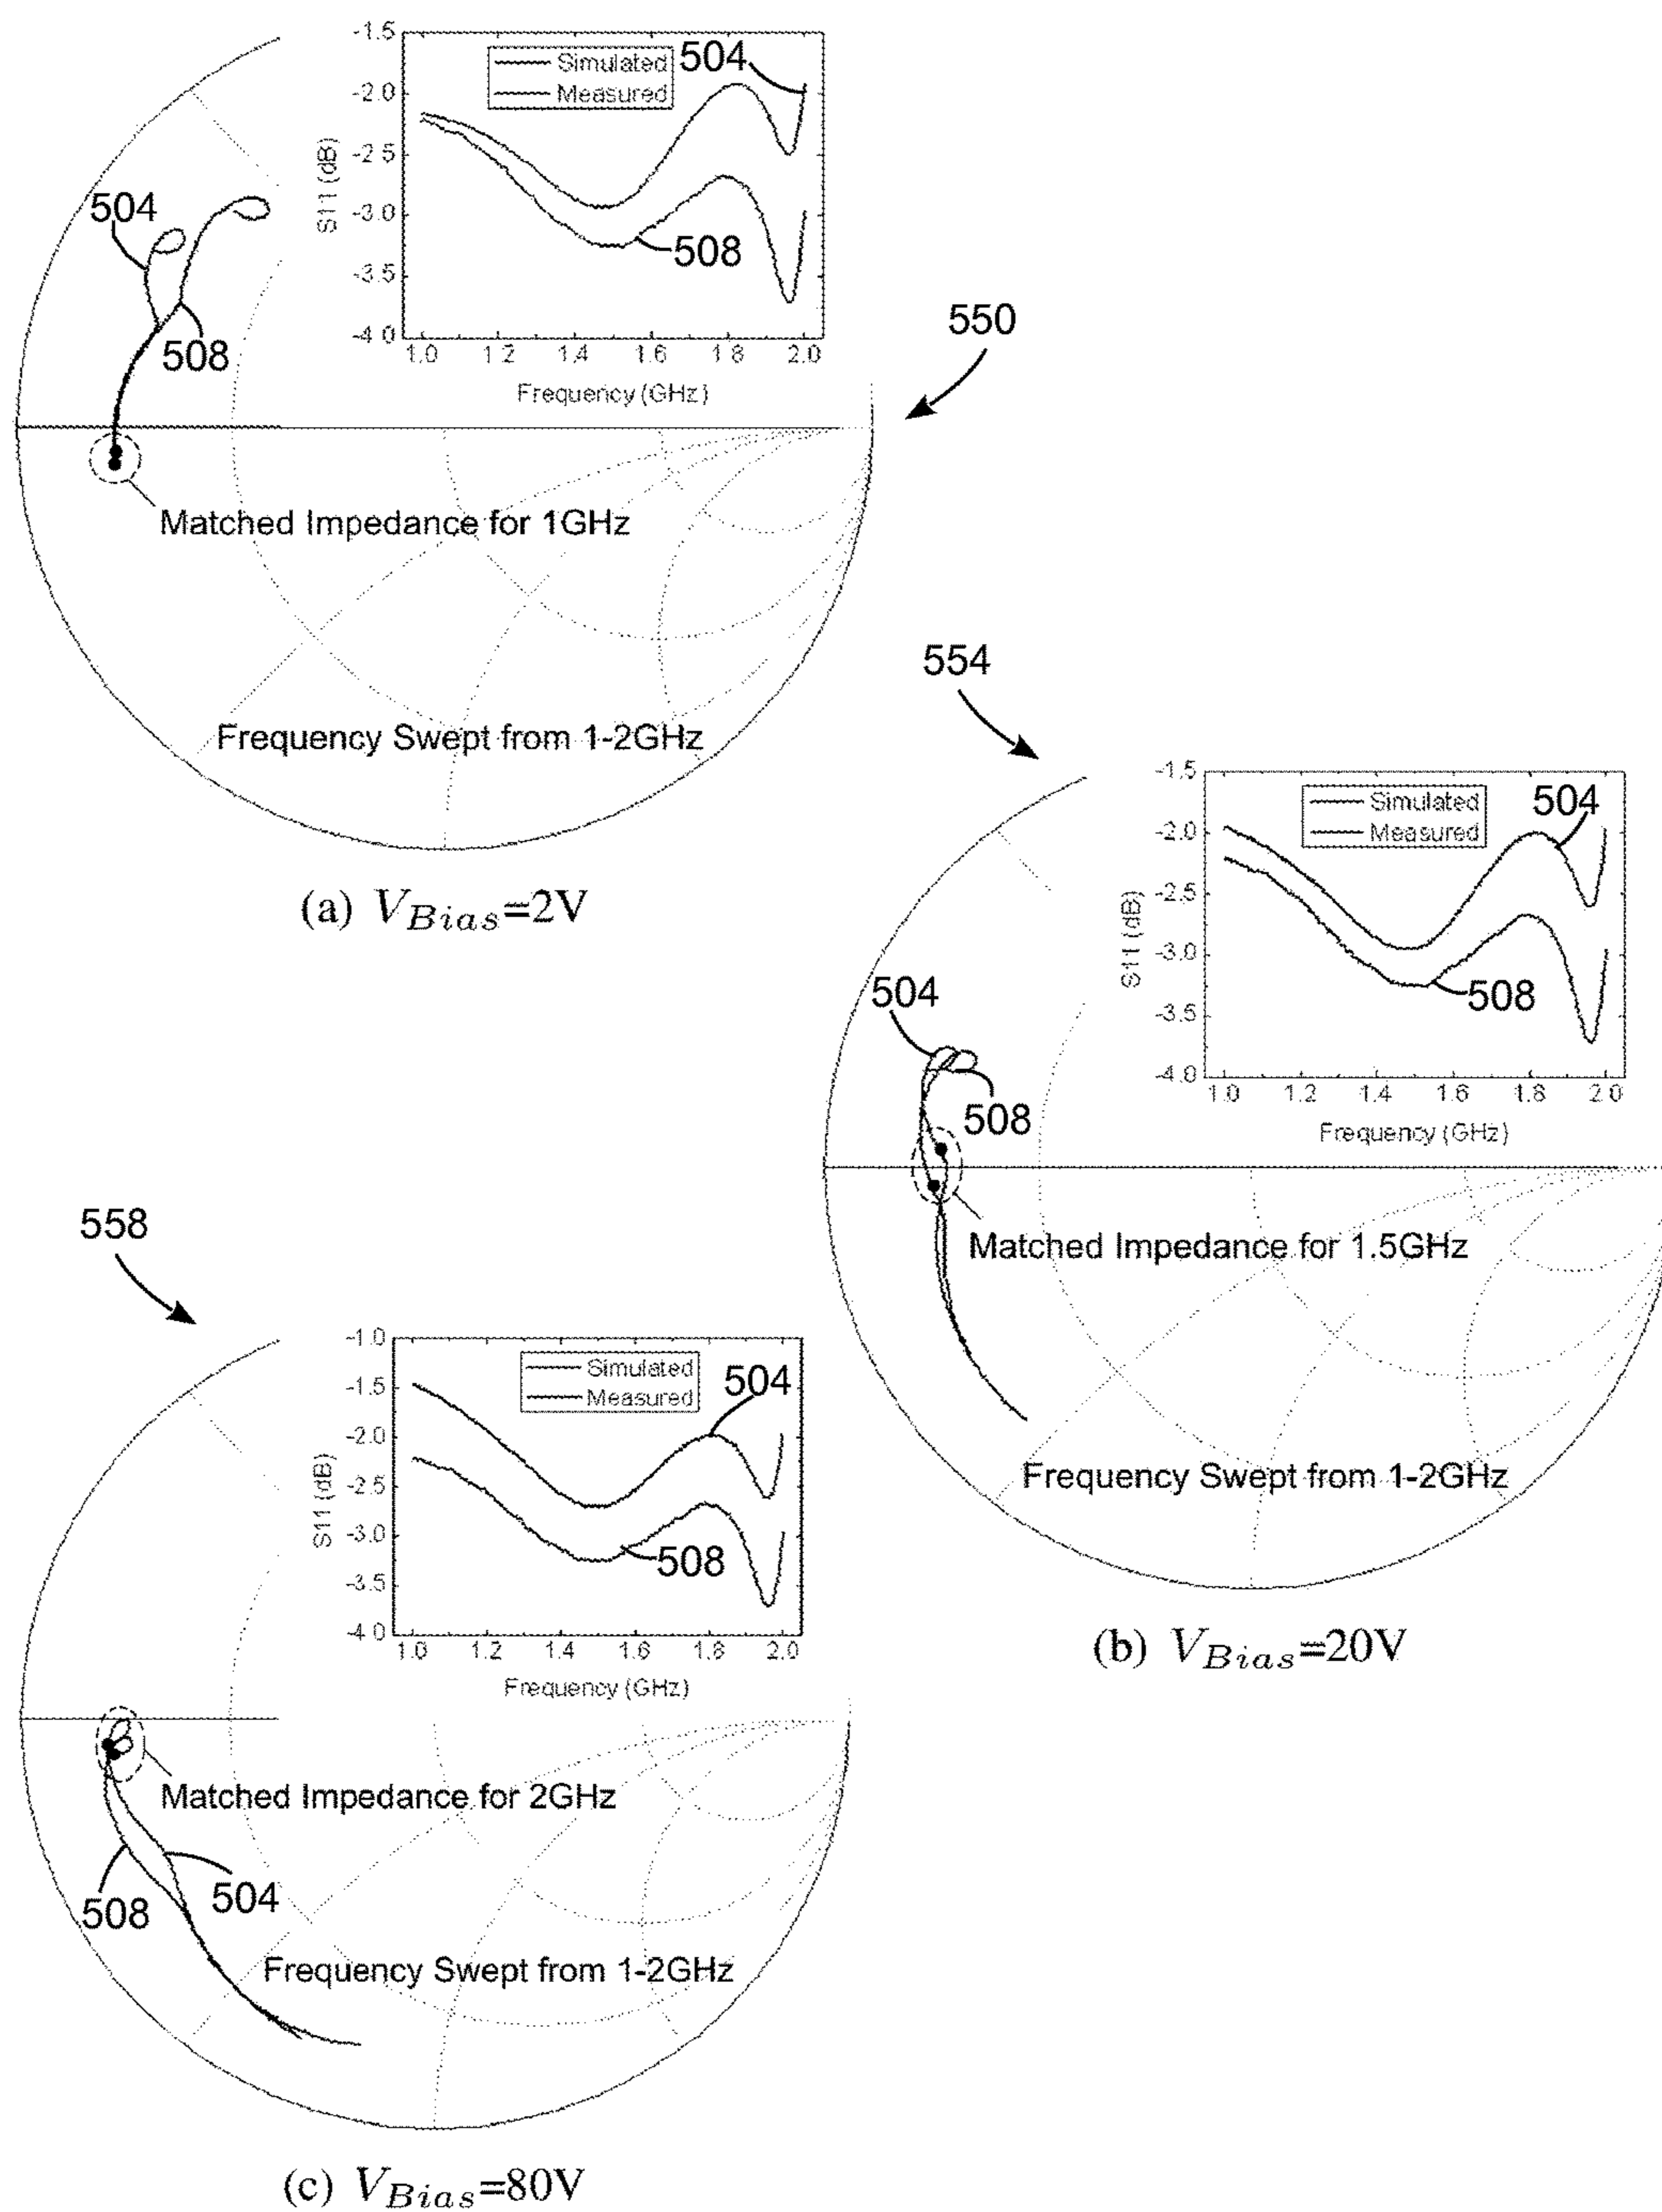 -1.5
Simulated
Measured
504
-2.0
-2 5
S11 (dB)
-3.0
508
-3.5
-4 0
1.0
1 2
1.4
1.6
1 8
2.0
Frequency (GHz)
504
508
550
Matched Impedance for 1GHz
Frequency Swept from 1-2GHz
(a) VBias=2V
554
-1.5
Simulated
Measured
504
-2.0
-2.5
S11 (dB)
-3.0
508
-3.5
-4.0
1.0
1.2
1.4
1.6
1.8
2.0
Frequency (GHz)
504
508
Matched Impedance for 1.5GHz
Frequency Swept from 1-2GHz
(b) VBias=20V
558
-1.0
Simulated
Measured
504
-1.5
-2.0
-2.5
S11 (dB)
-3.0
508
-3.5
-4 0
1.0
1.2
1.4
1.6
1.8
2.0
Frequency (GHz)
Matched Impedance for 2GHz
508
504
Frequency Swept from 1-2GHz
(c) VBias=80V